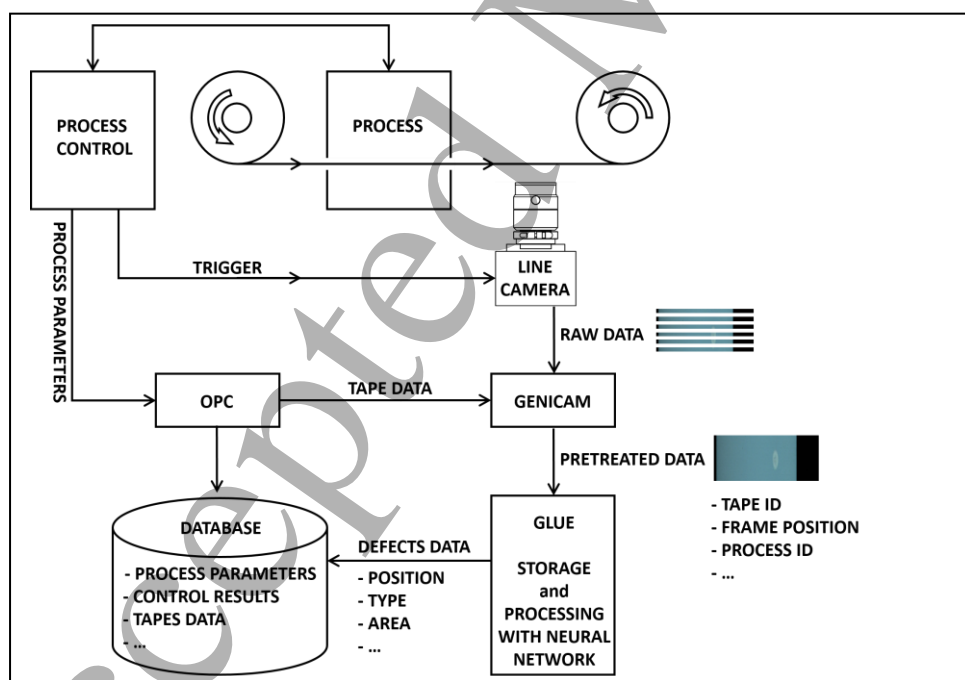 PROCESS
CONTROL
PROCESS
PROCESS PARAMETERS
TRIGGER
LINE
CAMERA
RAW DATA
OPC
TAPE DATA
GENICAM
PRETREATED DATA
- TAPE ID
- FRAME POSITION
- PROCESS ID
- ...
DATABASE
- PROCESS PARAMETERS
- CONTROL RESULTS
- TAPES DATA
- ...
DEFECTS DATA
- POSITION
- TYPE
- AREA
- ...
GLUE
STORAGE
and
PROCESSING
WITH NEURAL
NETWORK
cepted M